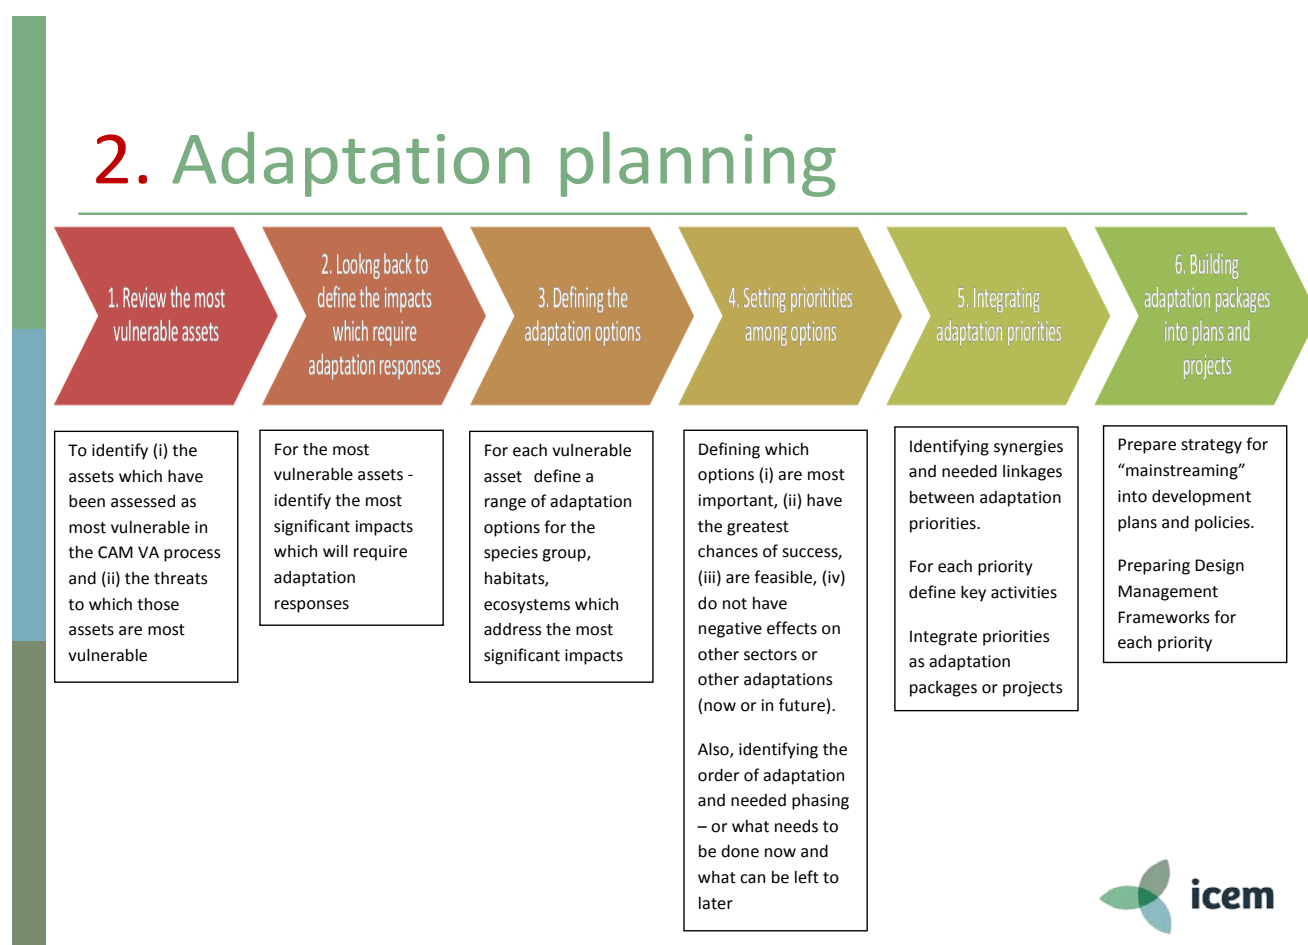 2. Adaptation planning
1. Review the most
vulnerable assets
2. Lookng back to
define the impacts
which require
adaptation responses
3. Defining the
adaptation options
4. Setting prioritities
among options
5. Integrating
adaptation priorities
6. Building
adaptation packages
into plans and
projects
To identify (i) the
assets which have
been assessed as
most vulnerable in
the CAM VA process
and (ii) the threats
to which those
assets are most
vulnerable
For the most
vulnerable assets -
identify the most
significant impacts
which will require
adaptation
responses
For each vulnerable
asset define a
range of adaptation
options for the
species group,
habitats,
ecosystems which
address the most
significant impacts
Defining which
options (i) are most
important, (ii) have
the greatest
chances of success,
(iii) are feasible, (iv)
do not have
negative effects on
other sectors or
other adaptations
(now or in future).
Also, identifying the
order of adaptation
and needed phasing
– or what needs to
be done now and
what can be left to
later
Identifying synergies
and needed linkages
between adaptation
priorities.
For each priority
define key activities
Integrate priorities
as adaptation
packages or projects
Prepare strategy for
“mainstreaming”
into development
plans and policies.
Preparing Design
Management
Frameworks for
each priority
icem